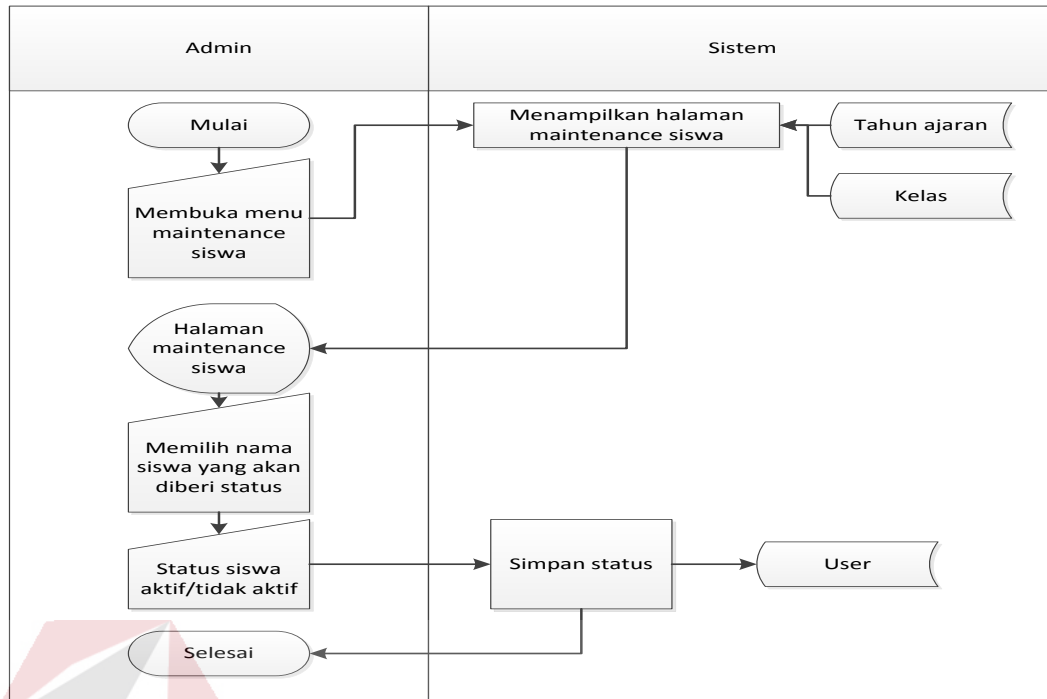 Admin
Sistem
Mulai
Menampilkan halaman
maintenance siswa
Tahun ajaran
Kelas
Membuka menu
maintenance
siswa
Halaman
maintenance
siswa
Memilih nama
siswa yang akan
diberi status
Status siswa
aktif/tidak aktif
Simpan status
User
Selesai